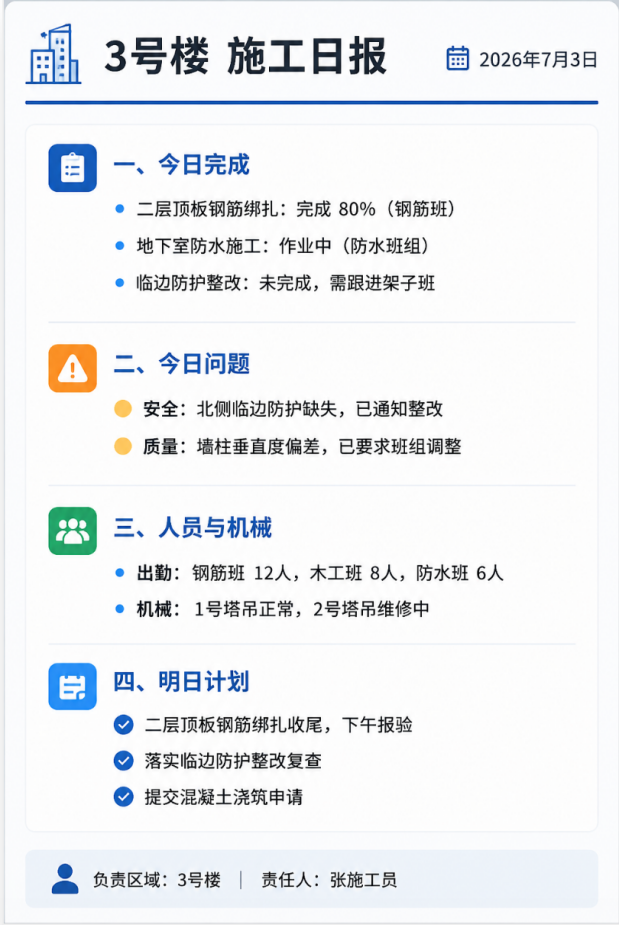 3号楼 施工日报
2026年7月3日
一、今日完成
二层顶板钢筋绑扎：完成 80%（钢筋班）
地下室防水施工：作业中（防水班组）
临边防护整改：未完成，需跟进架子班
二、今日问题
安全：北侧临边防护缺失，已通知整改
质量：墙柱垂直度偏差，已要求班组调整
三、人员与机械
出勤：钢筋班 12人，木工班 8人，防水班 6人
机械：1号塔吊正常，2号塔吊维修中
四、明日计划
二层顶板钢筋绑扎收尾，下午报验
落实临边防护整改复查
提交混凝土浇筑申请
负责区域：3号楼 | 责任人：张施工员